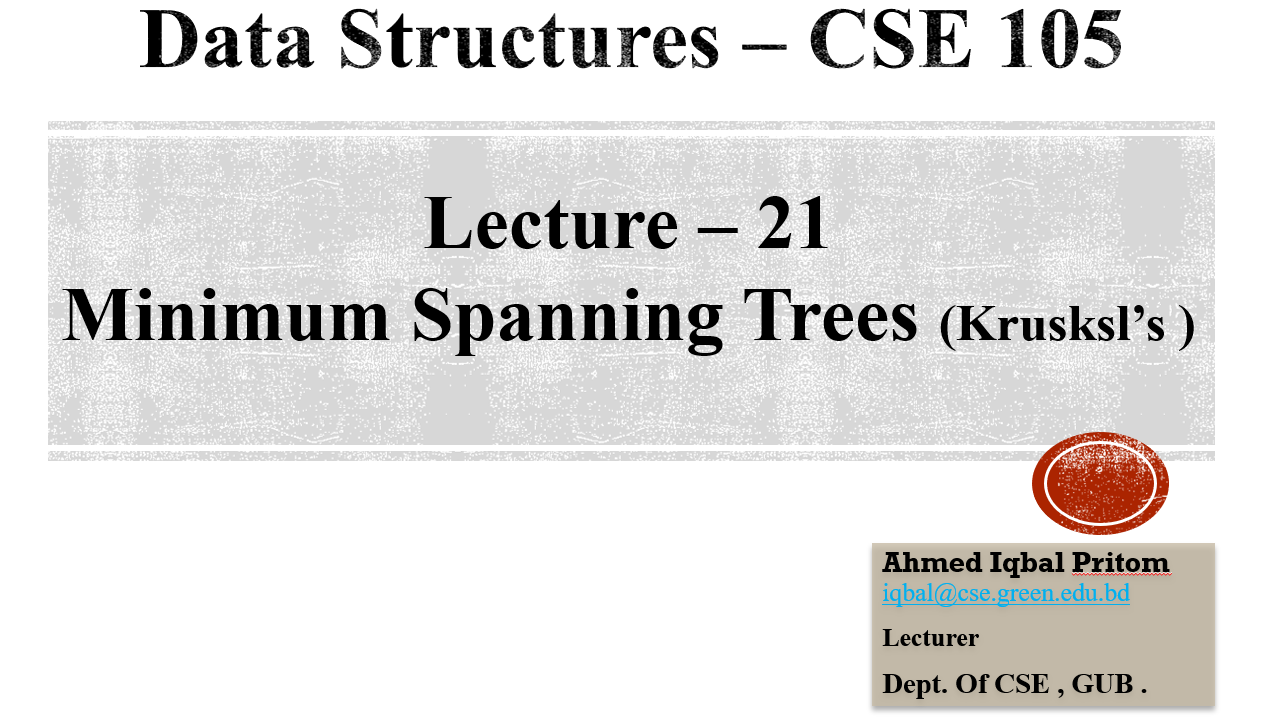 Data Structures – CSE 105
Lecture – 21
Minimum Spanning Trees (Krusksl’s )
Ahmed Iqbal Pritom
iqbal@cse.green.edu.bd
Lecturer
Dept. Of CSE , GUB .